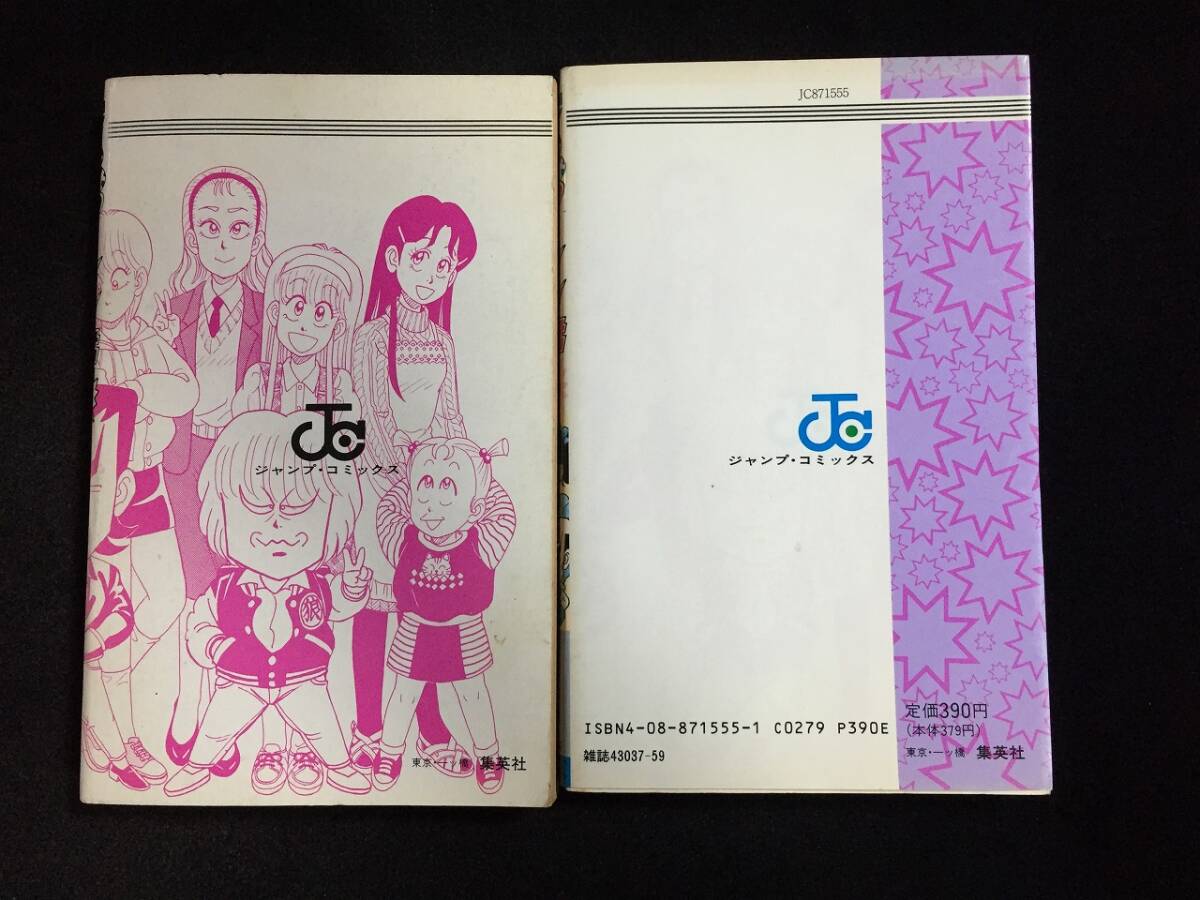 ジャンプ・コミックス
東京・一ッ橋 集英社
JC871555
ジャンプ・コミックス
ISBN4-08-871555-1 C0279 P390E
雑誌43037-59
定価390円
(本体379円)
東京・一ッ橋 集英社